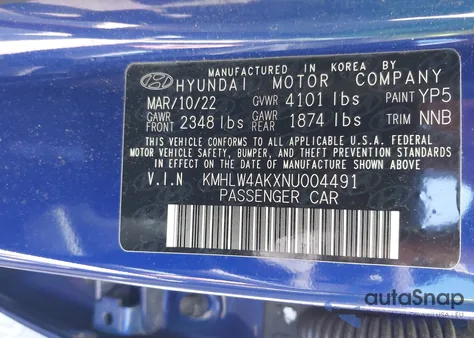 MANUFACTURED IN KOREA BY
HYUNDAI MOTOR COMPANY
MAR/10/22 GVWR 4101 lbs PAINT YP5
GAWR FRONT 2348 lbs GAWR REAR 1874 lbs TRIM NNB
THIS VEHICLE CONFORMS TO ALL APPLICABLE U.S.A. FEDERAL
MOTOR VEHICLE SAFETY, BUMPER, AND THEFT PREVENTION STANDARDS
IN EFFECT ON THE DATE OF MANUFACTURE SHOWN ABOVE
V.I.N KMHLW4AKXNU004491
PASSENGER CAR
autoSnap